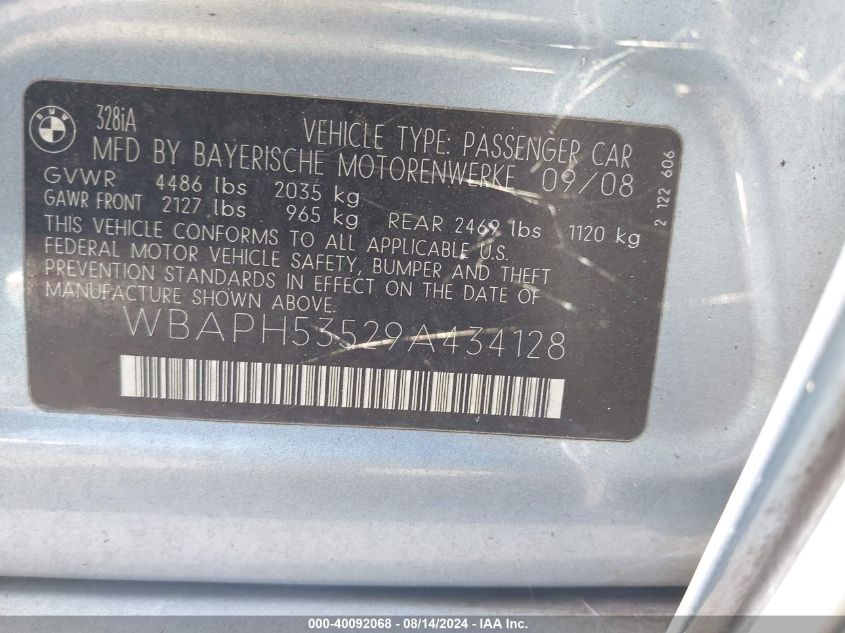 BMW
328iA
VEHICLE TYPE: PASSENGER CAR
MFD BY BAYERISCHE MOTORENWERKE 09/08
GVWR 4486 lbs 2035 kg
GAWR FRONT 2127 lbs 965 kg REAR 2469 lbs 1120 kg
THIS VEHICLE CONFORMS TO ALL APPLICABLE U.S.
FEDERAL MOTOR VEHICLE SAFETY, BUMPER AND THEFT
PREVENTION STANDARDS IN EFFECT ON THE DATE OF
MANUFACTURE SHOWN ABOVE.
WBAPH53529A434128
2 122 606
000-40092068 - 08/14/2024 - IAA Inc.